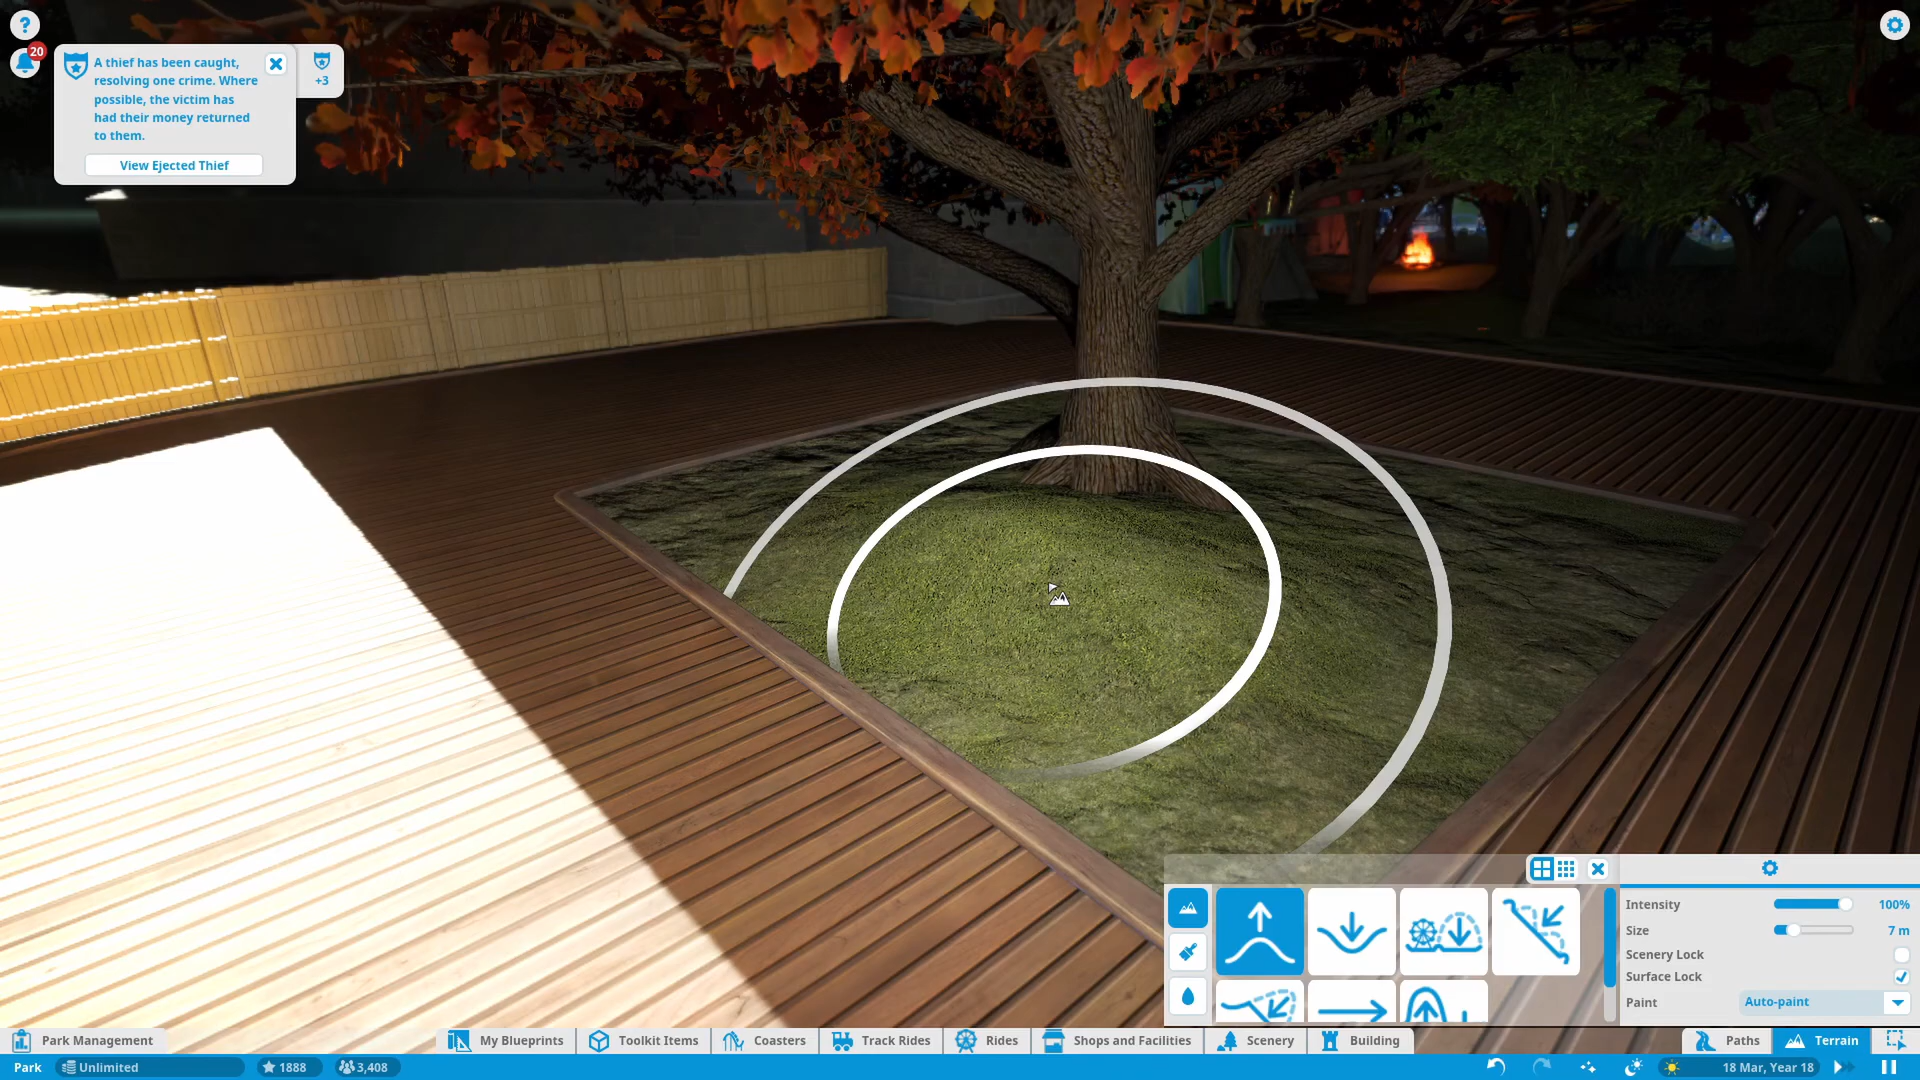 ?
20
A thief has been caught,
resolving one crime. Where
possible, the victim has
had their money returned
to them.
View Ejected Thief
+3
Intensity 100%
Size 7 m
Scenery Lock
Surface Lock
Paint Auto-paint
Park Management
My Blueprints
Toolkit Items
Coasters
Track Rides
Rides
Shops and Facilities
Scenery
Building
Paths
Terrain
Park
Unlimited
1888
3,408
18 Mar, Year 18